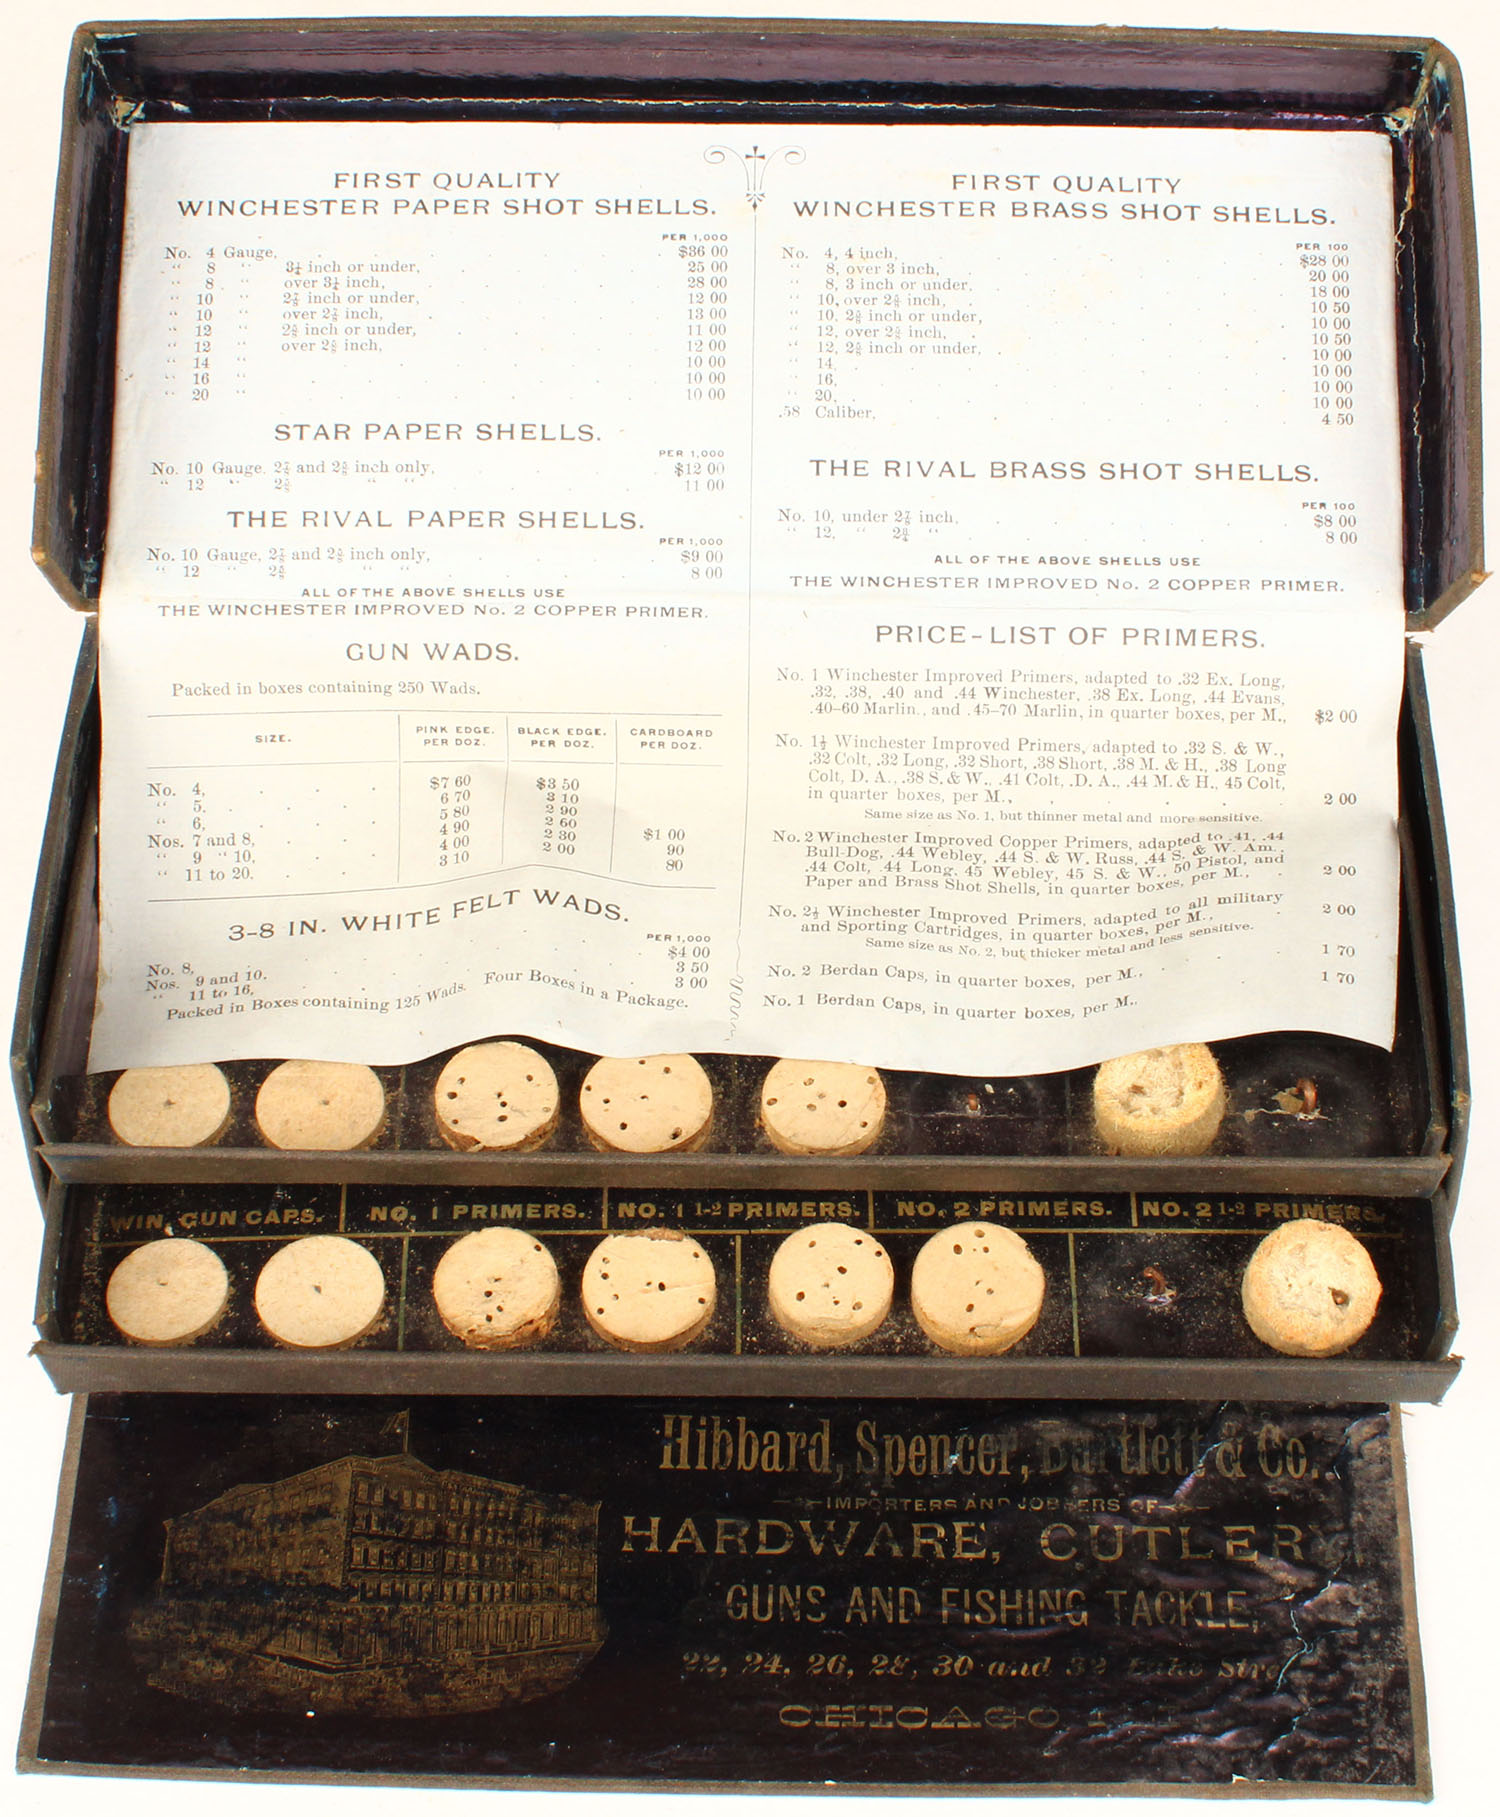 FIRST QUALITY
WINCHESTER PAPER SHOT SHELLS.
PER 1,000
No. 4 Gauge, $36 00
“ 8 “ 3¼ inch or under, 25 00
“ 8 “ over 3¼ inch, 28 00
“ 10 “ 2⅞ inch or under, 12 00
“ 10 “ over 2⅞ inch, 13 00
“ 12 “ 2⅝ inch or under, 11 00
“ 12 “ over 2⅝ inch, 12 00
“ 14 “ 10 00
“ 16 “ 10 00
“ 20 “ 10 00
STAR PAPER SHELLS.
PER 1,000
No. 10 Gauge. 2⅞ and 2⅝ inch only, $12 00
“ 12 “ 2⅝ “ “ 11 00
THE RIVAL PAPER SHELLS.
PER 1,000
No. 10 Gauge, 2⅞ and 2⅝ inch only, $9 00
“ 12 “ 2⅝ “ “ 8 00
ALL OF THE ABOVE SHELLS USE
THE WINCHESTER IMPROVED No. 2 COPPER PRIMER.
GUN WADS.
Packed in boxes containing 250 Wads.
SIZE. PINK EDGE. PER DOZ. BLACK EDGE. PER DOZ. CARDBOARD PER DOZ.
No. 4, $7 60 $3 50
“ 5. 6 70 3 10
“ 6, 5 80 2 90
Nos. 7 and 8, 4 90 2 60 $1 00
“ 9 “ 10, 4 00 2 30 90
“ 11 to 20. 3 10 2 00 80
3-8 IN. WHITE FELT WADS.
PER 1,000
No. 8, $4 00
Nos. 9 and 10. 3 50
“ 11 to 16, 3 00
Packed in Boxes containing 125 Wads. Four Boxes in a Package.
FIRST QUALITY
WINCHESTER BRASS SHOT SHELLS.
PER 100
No. 4, 4 inch, $28 00
“ 8, over 3 inch, 20 00
“ 8, 3 inch or under, 18 00
“ 10, over 2⅝ inch, 10 50
“ 10, 2⅝ inch or under, 10 00
“ 12, over 2⅝ inch, 10 50
“ 12, 2⅝ inch or under, 10 00
“ 14, 10 00
“ 16, 10 00
“ 20, 10 00
.58 Caliber, 4 50
THE RIVAL BRASS SHOT SHELLS.
PER 100
No. 10, under 2⅞ inch, $8 00
“ 12, “ “ 8 00
ALL OF THE ABOVE SHELLS USE
THE WINCHESTER IMPROVED No. 2 COPPER PRIMER.
PRICE-LIST OF PRIMERS.
No. 1 Winchester Improved Primers, adapted to .32 Ex. Long,
.32, .38, .40 and .44 Winchester, .38 Ex. Long, .44 Evans,
.40-60 Marlin., and .45-70 Marlin, in quarter boxes, per M., $2 00
No. 1½ Winchester Improved Primers, adapted to .32 S. & W.,
.32 Colt, .32 Long, .32 Short, .38 Short, .38 M. & H., .38 Long
Colt, D. A., .38 S. & W., .41 Colt, .D. A., .44 M. & H., 45 Colt,
in quarter boxes, per M., 2 00
Same size as No. 1, but thinner metal and more sensitive.
No. 2 Winchester Improved Copper Primers, adapted to .41, .44
Bull-Dog, .44 Webley, .44 S. & W. Russ, .44 S. & W. Am.,
.44 Colt, .44 Long, 45 Webley, 45 S. & W., 50 Pistol, and
Paper and Brass Shot Shells, in quarter boxes, per M., 2 00
No. 2½ Winchester Improved Primers, adapted to all military
and Sporting Cartridges, in quarter boxes, per M., 2 00
Same size as No. 2, but thicker metal and less sensitive.
No. 2 Berdan Caps, in quarter boxes, per M., 1 70
No. 1 Berdan Caps, in quarter boxes, per M., 1 70
WIN. GUN CAPS. NO. 1 PRIMERS. NO. 1 1-2 PRIMERS. NO. 2 PRIMERS. NO. 2 1-2 PRIMERS.
Hibbard, Spencer, Bartlett & Co.
IMPORTERS AND JOBBERS OF
HARDWARE, CUTLERY
GUNS AND FISHING TACKLE,
22, 24, 26, 28, 30 and 32 Lake
CHICAGO